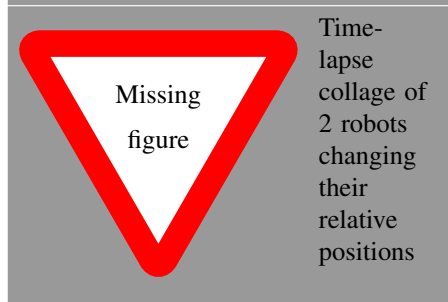 Missing
figure
Time-
lapse
collage of
2 robots
changing
their
relative
positions